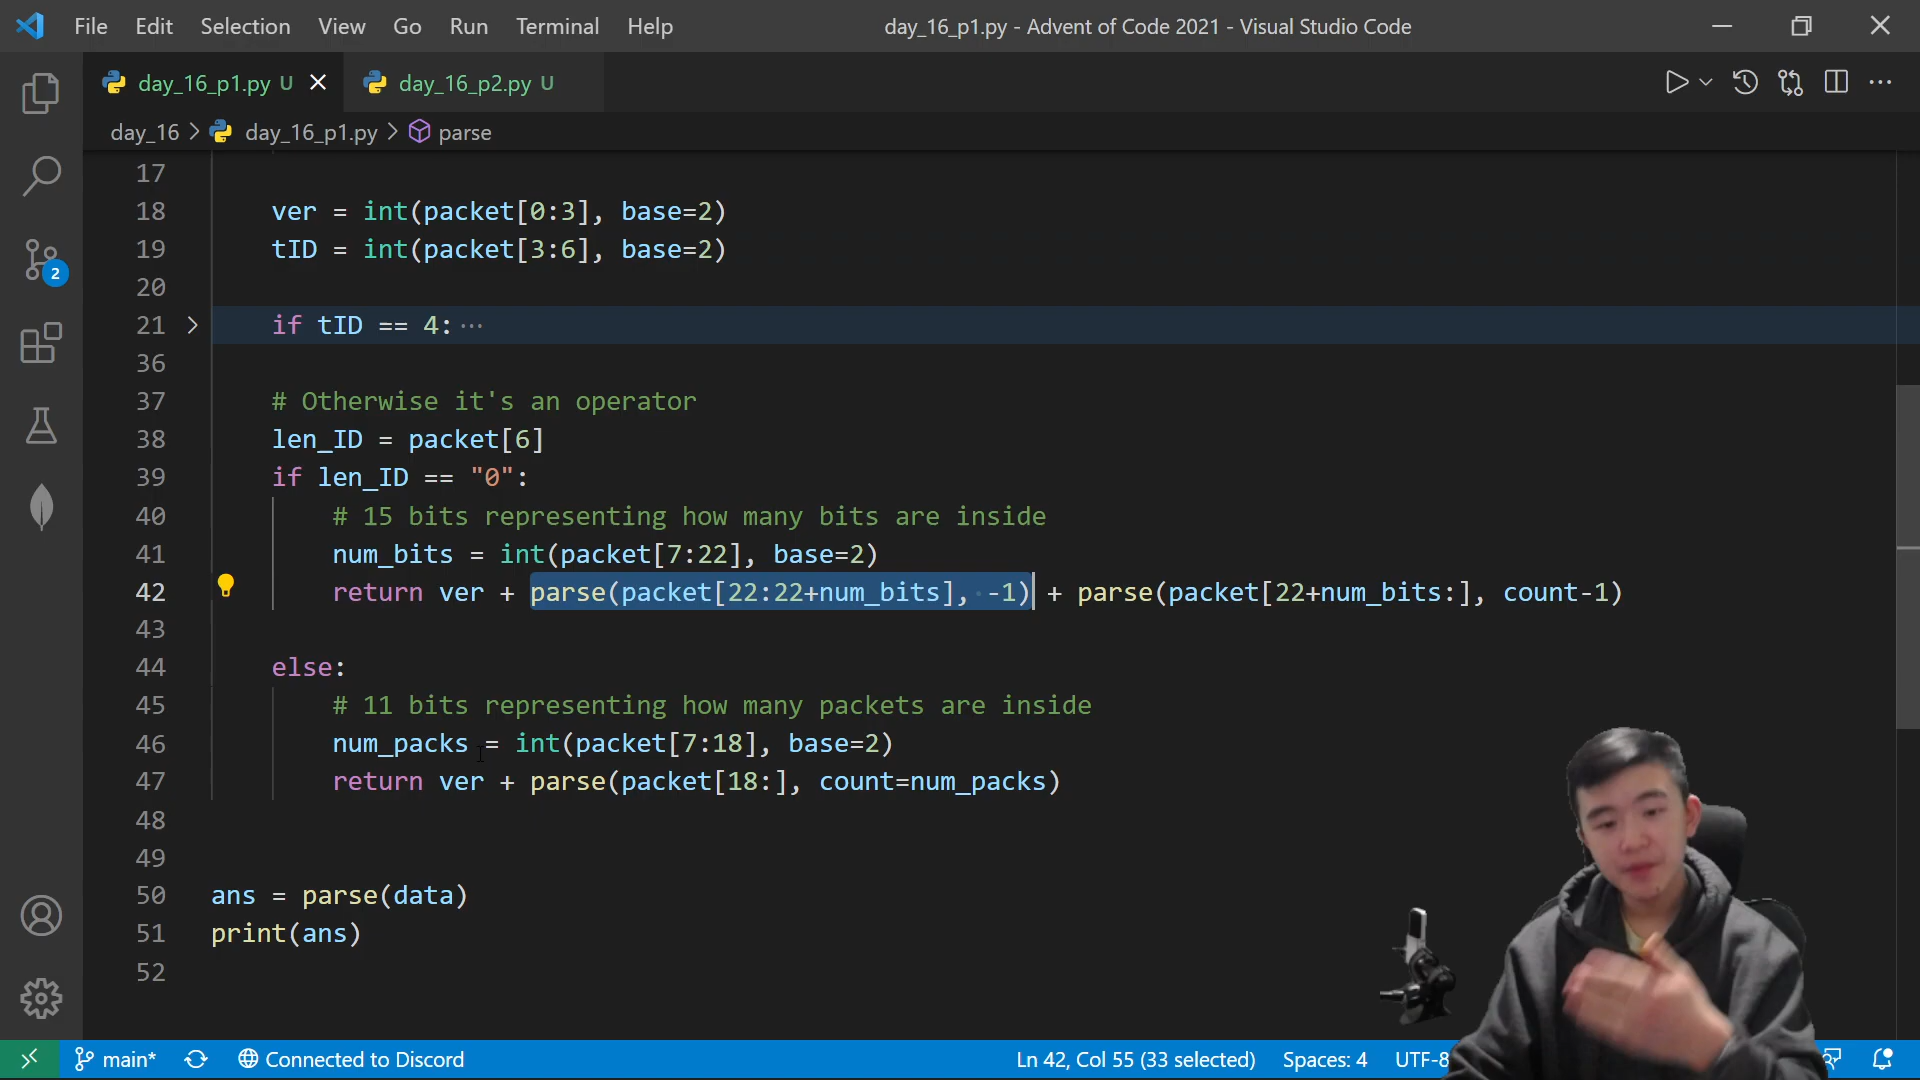 File Edit Selection View Go Run Terminal Help day_16_p1.py - Advent of Code 2021 - Visual Studio Code
day_16_p1.py U day_16_p2.py U
day_16 > day_16_p1.py > parse
17
18 ver = int(packet[0:3], base=2)
19 tID = int(packet[3:6], base=2)
20
21 if tID == 4:···
36
37 # Otherwise it's an operator
38 len_ID = packet[6]
39 if len_ID == "0":
40 # 15 bits representing how many bits are inside
41 num_bits = int(packet[7:22], base=2)
42 return ver + parse(packet[22:22+num_bits], -1) + parse(packet[22+num_bits:], count-1)
43
44 else:
45 # 11 bits representing how many packets are inside
46 num_packs = int(packet[7:18], base=2)
47 return ver + parse(packet[18:], count=num_packs)
48
49
50 ans = parse(data)
51 print(ans)
52
2
main* Connected to Discord Ln 42, Col 55 (33 selected) Spaces: 4 UTF-8